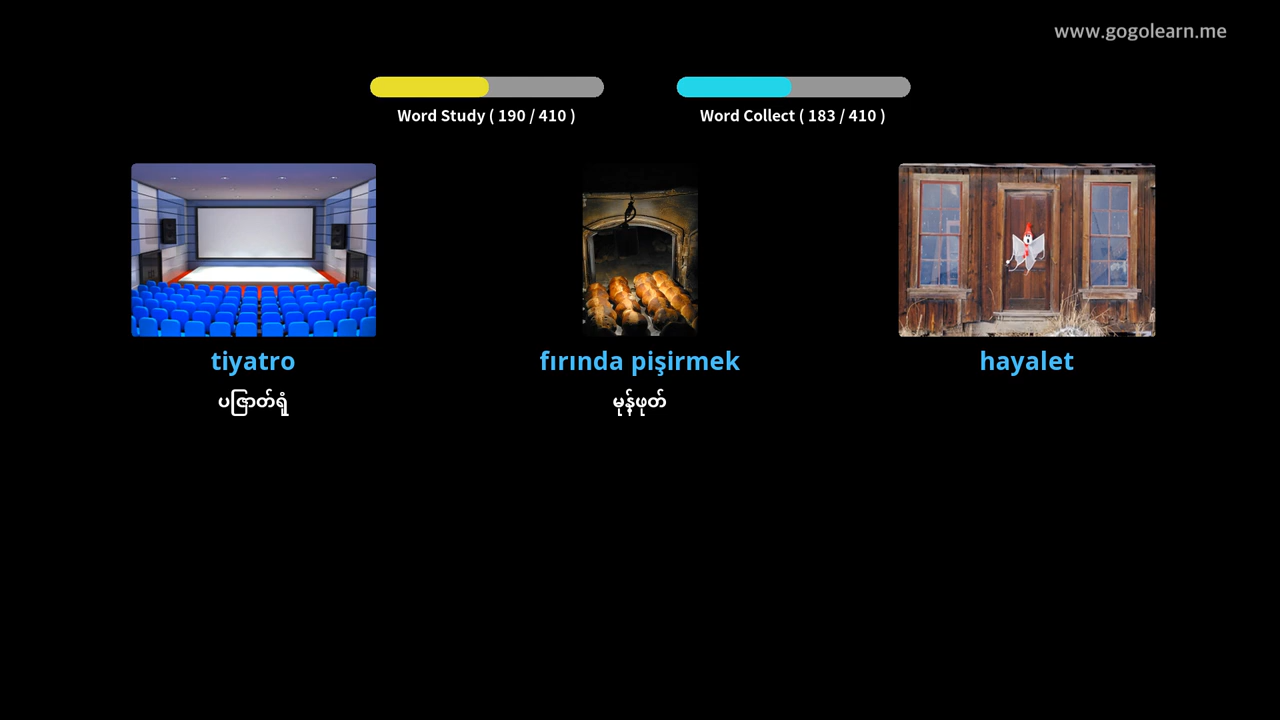 www.gogolearn.me
Word Study ( 190 / 410 )
Word Collect ( 183 / 410 )
tiyatro
ပဇာတ်ရုံ
fırında pişirmek
မုန့်ဖုတ်
hayalet